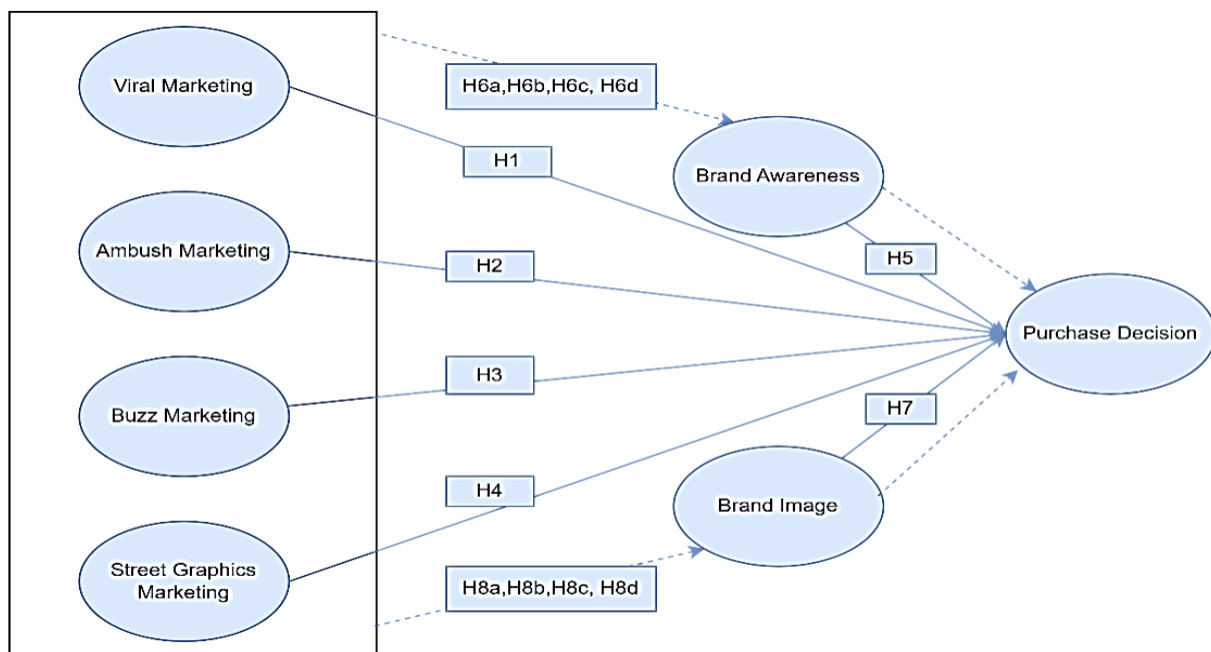 Viral Marketing
H6a,H6b,H6c, H6d
H1
Brand Awareness
Ambush Marketing
H2
H5
Purchase Decision
Buzz Marketing
H3
H7
H4
Brand Image
Street Graphics
Marketing
H8a,H8b,H8c, H8d